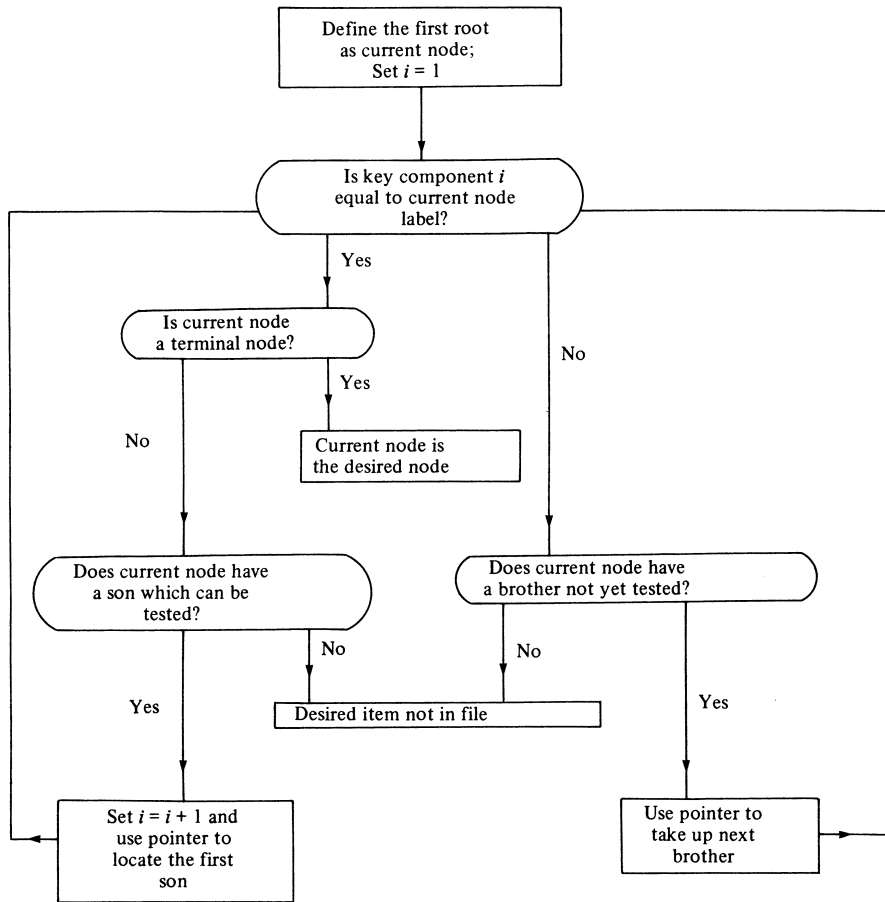 Define the first root
as current node;
Set i = 1
Is key component i
equal to current node
label?
Yes
No
Is current node
a terminal node?
Yes
No
Current node is
the desired node
Does current node have
a son which can be
tested?
Does current node have
a brother not yet tested?
No
No
Yes
Yes
Desired item not in file
Set i = i + 1 and
use pointer to
locate the first
son
Use pointer to
take up next
brother